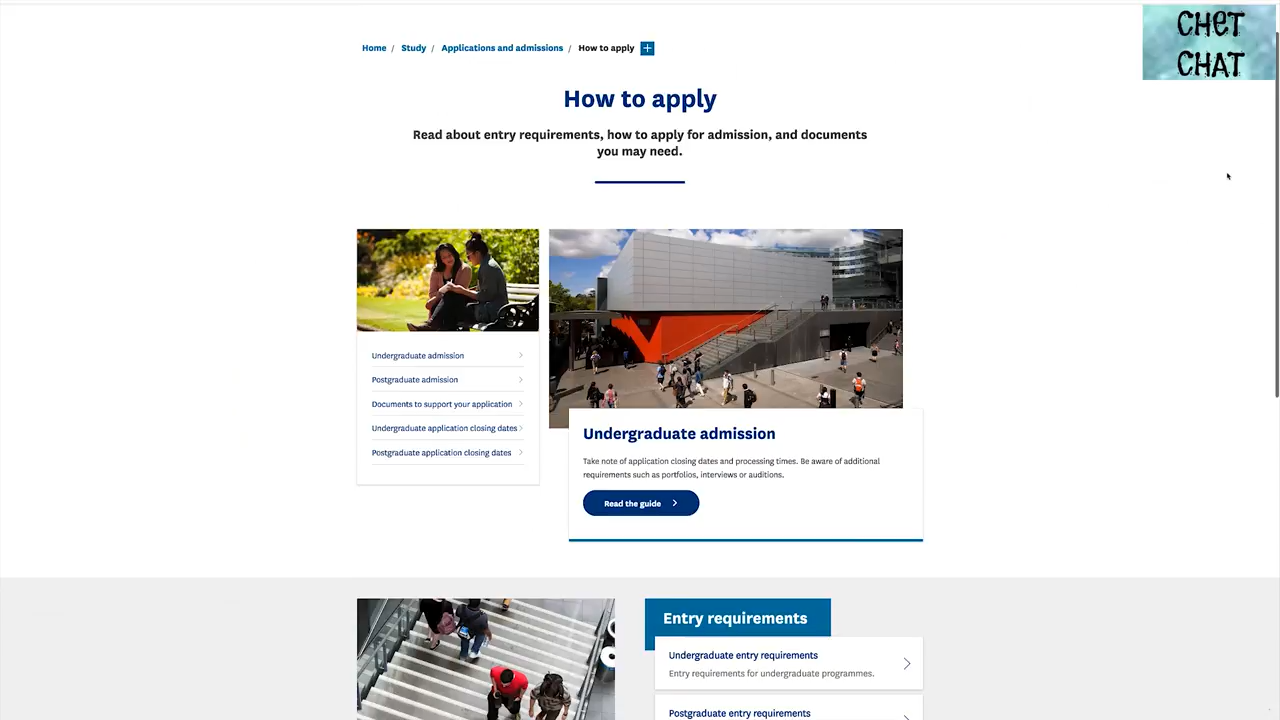 CHET
CHAT
Home / Study / Applications and admissions / How to apply +
How to apply
Read about entry requirements, how to apply for admission, and documents
you may need.
Undergraduate admission
Postgraduate admission
Documents to support your application
Undergraduate application closing dates
Postgraduate application closing dates
Undergraduate admission
Take note of application closing dates and processing times. Be aware of additional
requirements such as portfolios, interviews or auditions.
Read the guide
Entry requirements
Undergraduate entry requirements
Entry requirements for undergraduate programmes.
Postgraduate entry requirements